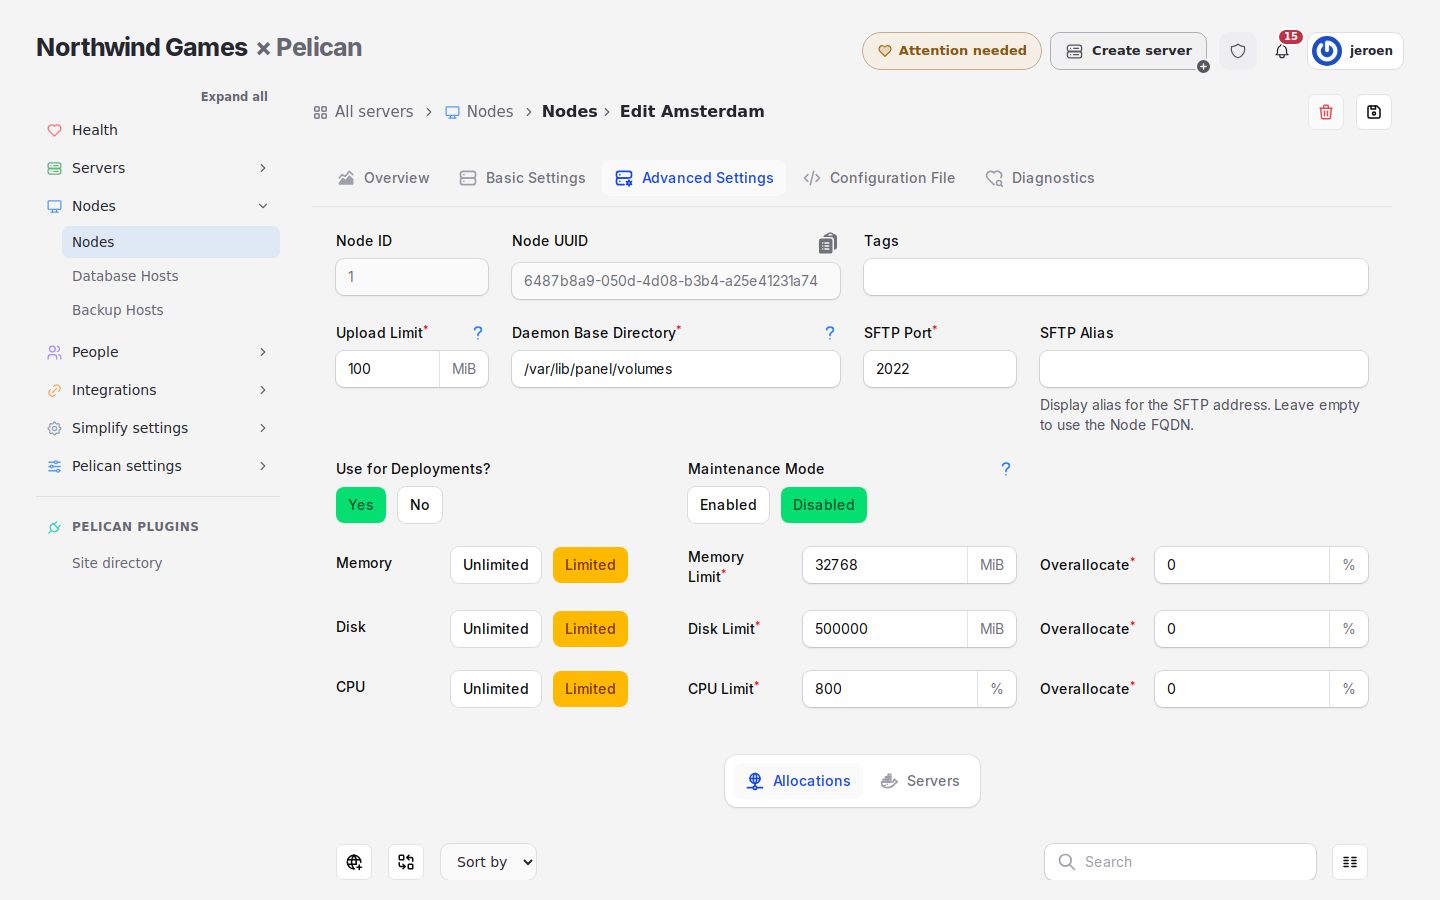 Northwind Games × Pelican
Attention needed
Create server
15
jeroen
Expand all
Health
Servers
Nodes
Nodes
Database Hosts
Backup Hosts
People
Integrations
Simplify settings
Pelican settings
PELICAN PLUGINS
Site directory
All servers > Nodes > Nodes > Edit Amsterdam
Overview
Basic Settings
Advanced Settings
Configuration File
Diagnostics
Node ID
1
Node UUID
6487b8a9-050d-4d08-b3b4-a25e41231a74
Tags
Upload Limit* ?
100 MiB
Daemon Base Directory* ?
/var/lib/panel/volumes
SFTP Port*
2022
SFTP Alias
Display alias for the SFTP address. Leave empty
to use the Node FQDN.
Use for Deployments?
Yes No
Maintenance Mode ?
Enabled Disabled
Memory Unlimited Limited
Memory
Limit*
32768 MiB
Overallocate* 0 %
Disk Unlimited Limited
Disk Limit* 500000 MiB
Overallocate* 0 %
CPU Unlimited Limited
CPU Limit* 800 %
Overallocate* 0 %
Allocations Servers
Sort by
Search